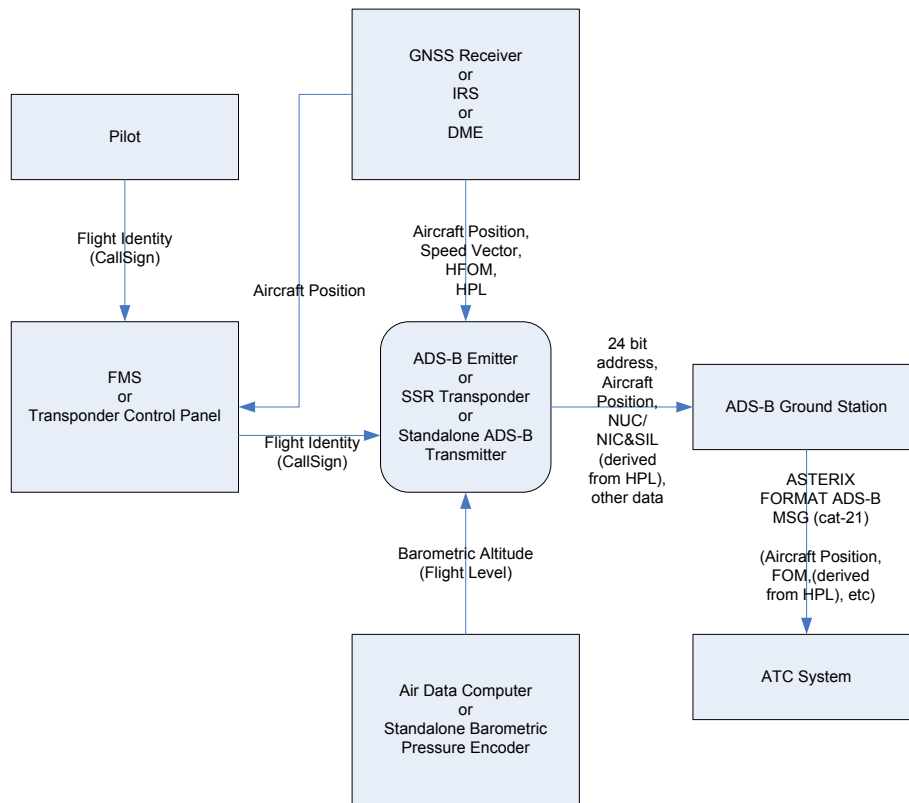 GNSS Receiver
or
IRS
or
DME
Pilot
Flight Identity
(CallSign)
Aircraft Position
Aircraft Position,
Speed Vector,
HFOM,
HPL
FMS
or
Transponder Control Panel
Flight Identity
(CallSign)
ADS-B Emitter
or
SSR Transponder
or
Standalone ADS-B
Transmitter
24 bit
address,
Aircraft
Position,
NUC/
NIC&SIL
(derived
from HPL),
other data
ADS-B Ground Station
ASTERIX
FORMAT ADS-B
MSG (cat-21)
(Aircraft Position,
FOM,(derived
from HPL), etc)
Barometric Altitude
(Flight Level)
Air Data Computer
or
Standalone Barometric
Pressure Encoder
ATC System